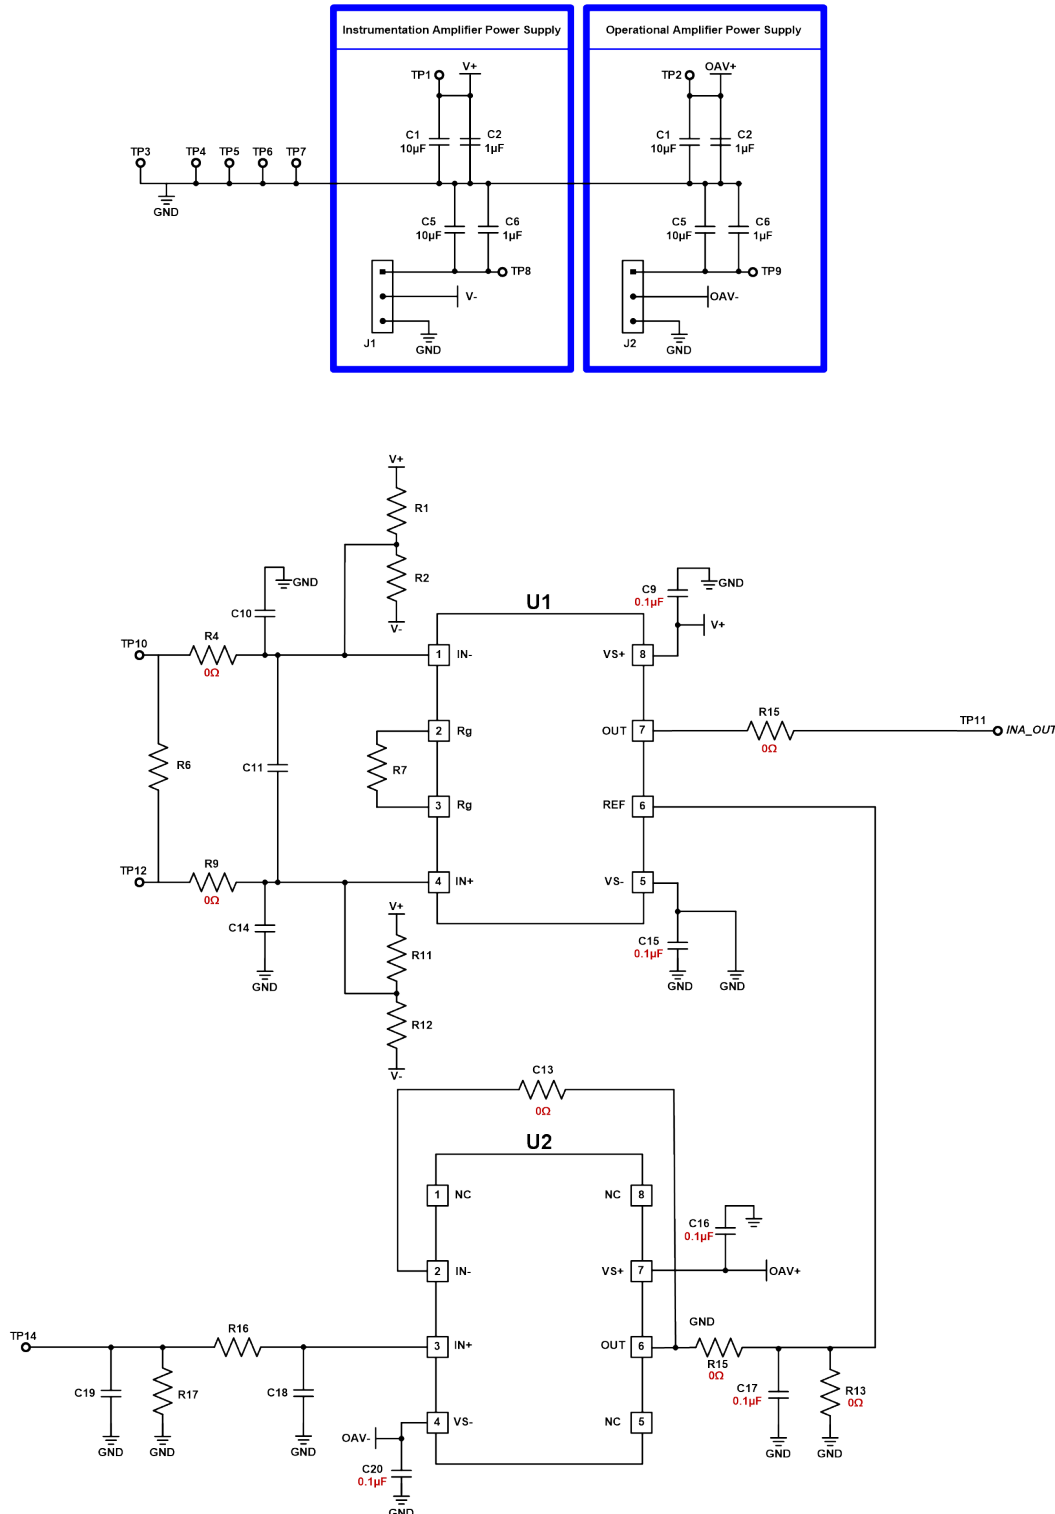 Instrumentation Amplifier Power Supply
Operational Amplifier Power Supply
TP1
V+
TP2
OAV+
C1
10µF
C2
1µF
C1
10µF
C2
1µF
TP3
TP4
TP5
TP6
TP7
GND
C5
10µF
C6
1µF
C5
10µF
C6
1µF
TP8
TP9
V-
OAV-
J1
GND
J2
GND
V+
R1
R2
V-
GND
C10
U1
C9
0.1µF
GND
V+
TP10
R4
0Ω
1
IN-
VS+
8
R6
C11
R7
2
Rg
OUT
7
R15
0Ω
TP11
INA_OUT
3
Rg
REF
6
TP12
R9
0Ω
4
IN+
VS-
5
C14
GND
V+
R11
R12
V-
C15
0.1µF
GND
GND
C13
0Ω
U2
1
NC
NC
8
C16
0.1µF
2
IN-
VS+
7
OAV+
GND
TP14
R16
3
IN+
OUT
6
R15
0Ω
C19
R17
C18
C17
0.1µF
R13
0Ω
GND
GND
GND
OAV-
4
VS-
NC
5
GND
GND
C20
0.1µF
GND